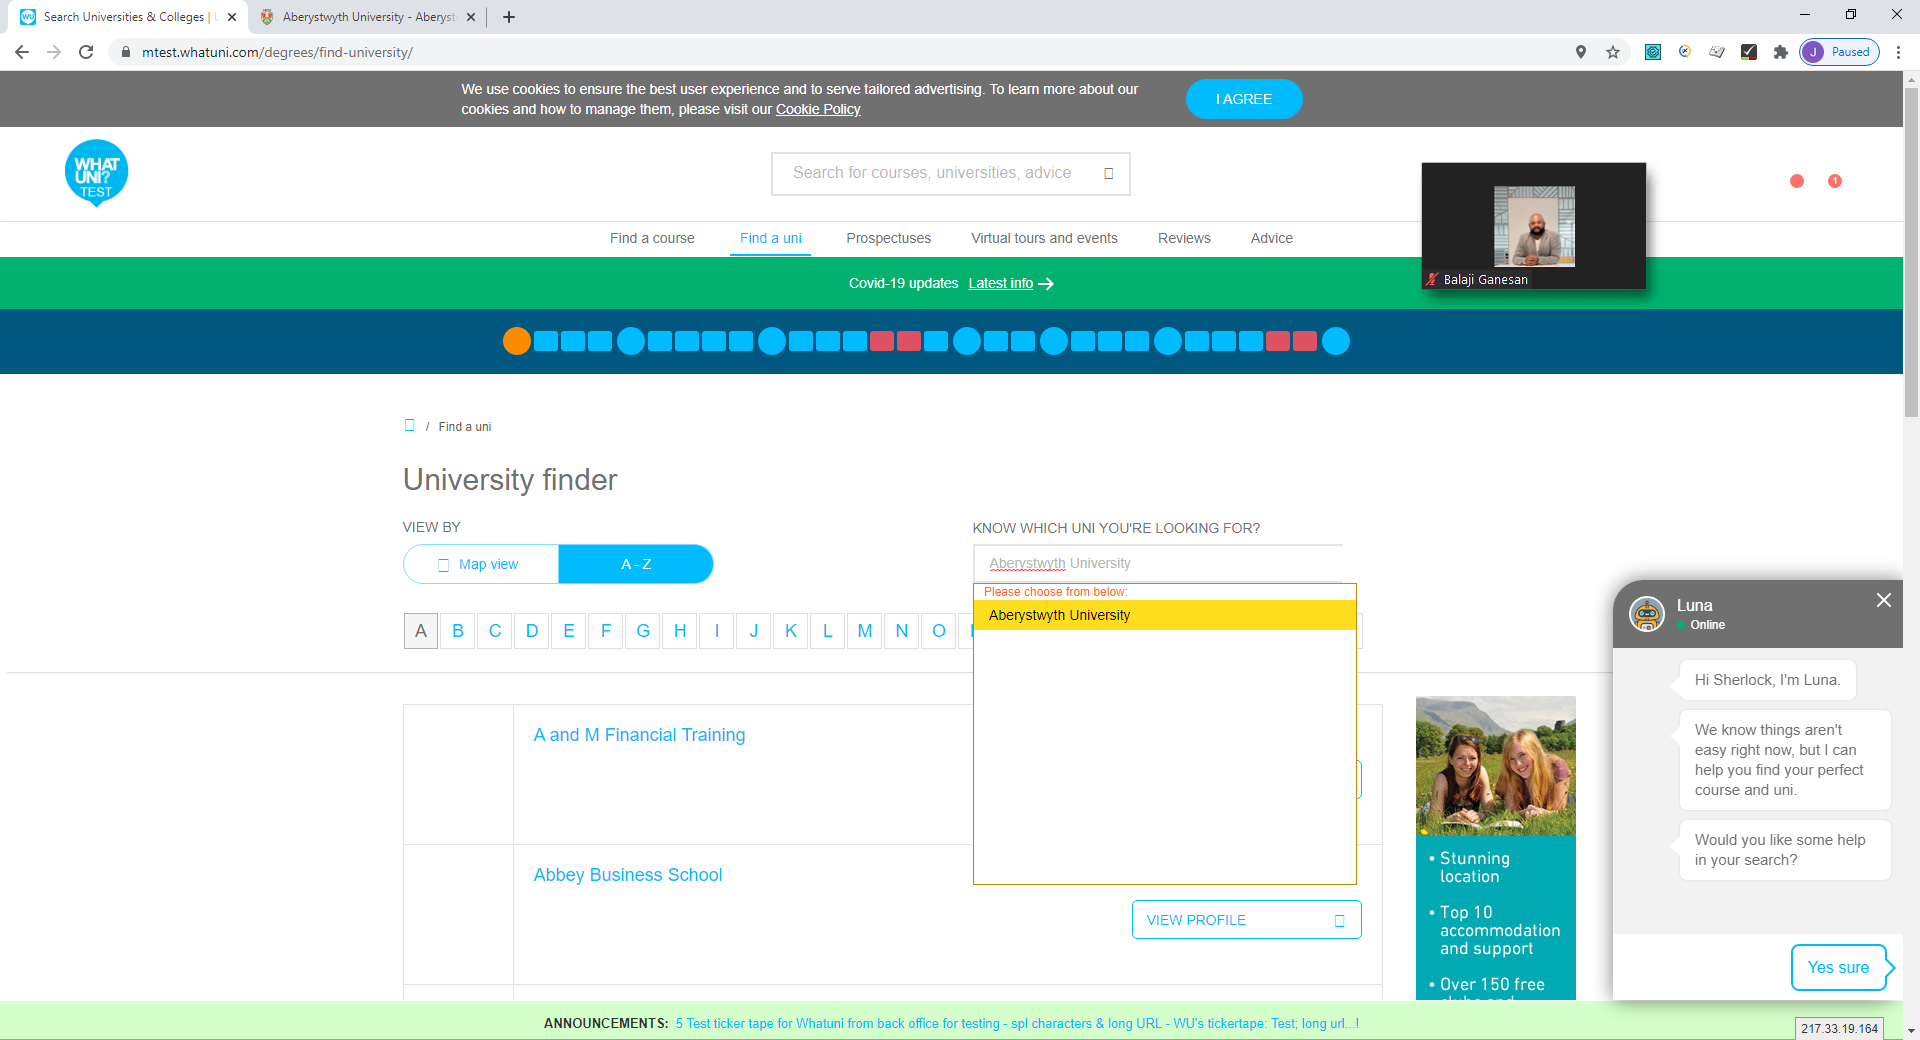 Search Universities & Colleges |
Aberystwyth University - Aberyst
mtest.whatuni.com/degrees/find-university/
J Paused
We use cookies to ensure the best user experience and to serve tailored advertising. To learn more about our
cookies and how to manage them, please visit our Cookie Policy
I AGREE
WHAT
UNI?
TEST
Search for courses, universities, advice
1
Find a course
Find a uni
Prospectuses
Virtual tours and events
Reviews
Advice
Balaji Ganesan
Covid-19 updates Latest info
/ Find a uni
University finder
VIEW BY
KNOW WHICH UNI YOU'RE LOOKING FOR?
Map view
A - Z
Aberystwyth University
Please choose from below:
Aberystwyth University
A B C D E F G H I J K L M N O
A and M Financial Training
Abbey Business School
VIEW PROFILE
• Stunning
location
• Top 10
accommodation
and support
• Over 150 free
Luna
Online
Hi Sherlock, I'm Luna.
We know things aren't
easy right now, but I can
help you find your perfect
course and uni.
Would you like some help
in your search?
Yes sure
ANNOUNCEMENTS: 5 Test ticker tape for Whatuni from back office for testing - spl characters & long URL - WU's tickertape: Test; long url...!
217.33.19.164